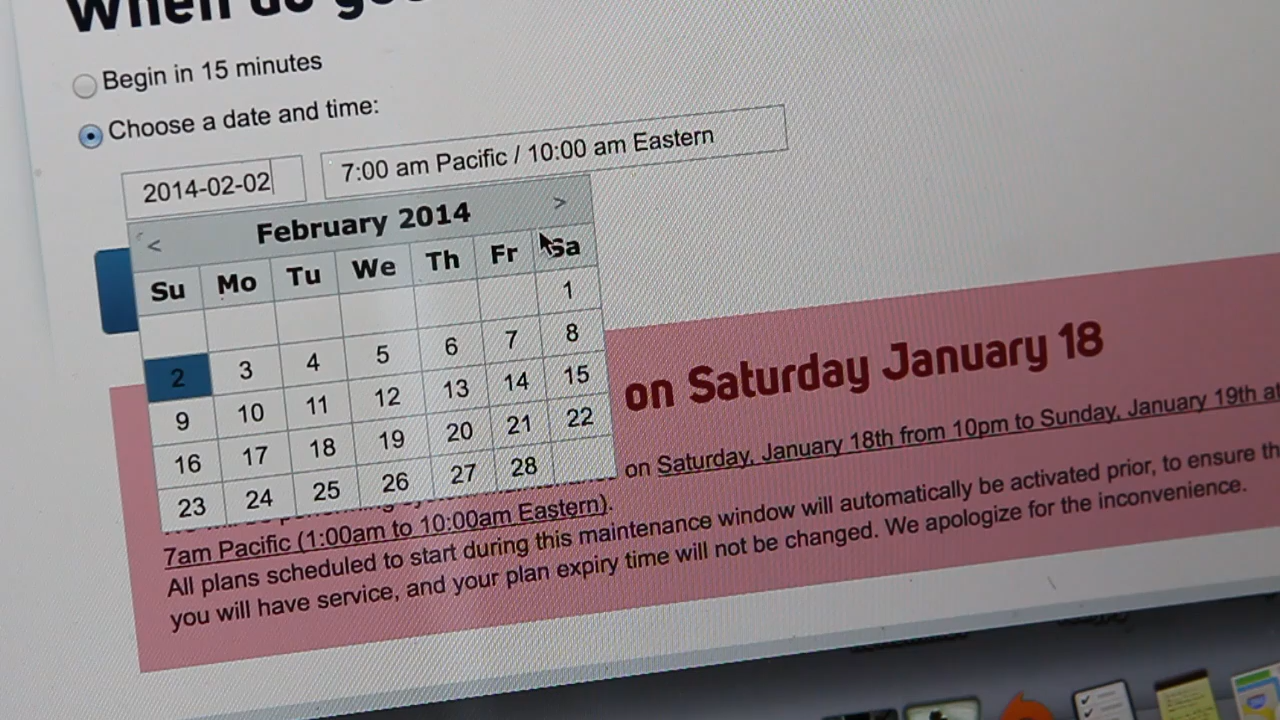 When do
Begin in 15 minutes
Choose a date and time:
2014-02-02 7:00 am Pacific / 10:00 am Eastern
< February 2014 >
Su Mo Tu We Th Fr Sa
1
2 3 4 5 6 7 8
9 10 11 12 13 14 15
16 17 18 19 20 21 22
23 24 25 26 27 28
on Saturday January 18
on Saturday, January 18th from 10pm to Sunday, January 19th at
7am Pacific (1:00am to 10:00am Eastern).
All plans scheduled to start during this maintenance window will automatically be activated prior, to ensure
you will have service, and your plan expiry time will not be changed. We apologize for the inconvenience.